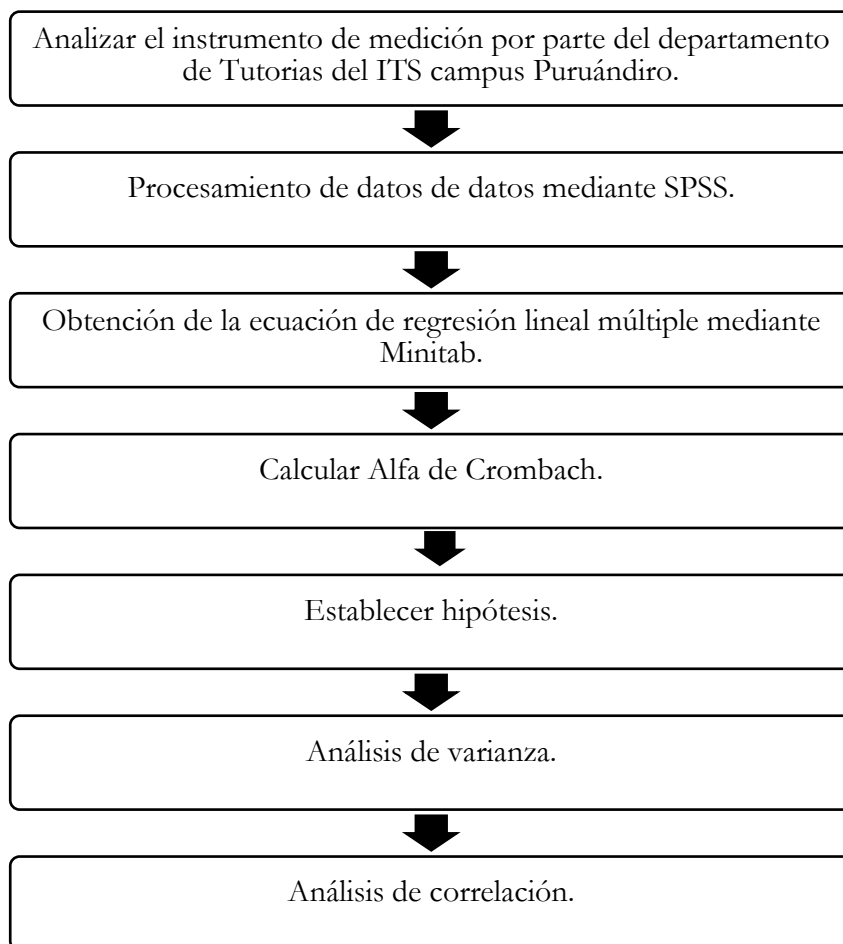 Analizar el instrumento de medición por parte del departamento
de Tutorias del ITS campus Puruándiro.
Procesamiento de datos de datos mediante SPSS.
Obtención de la ecuación de regresión lineal múltiple mediante
Minitab.
Calcular Alfa de Crombach.
Establecer hipótesis.
Análisis de varianza.
Análisis de correlación.